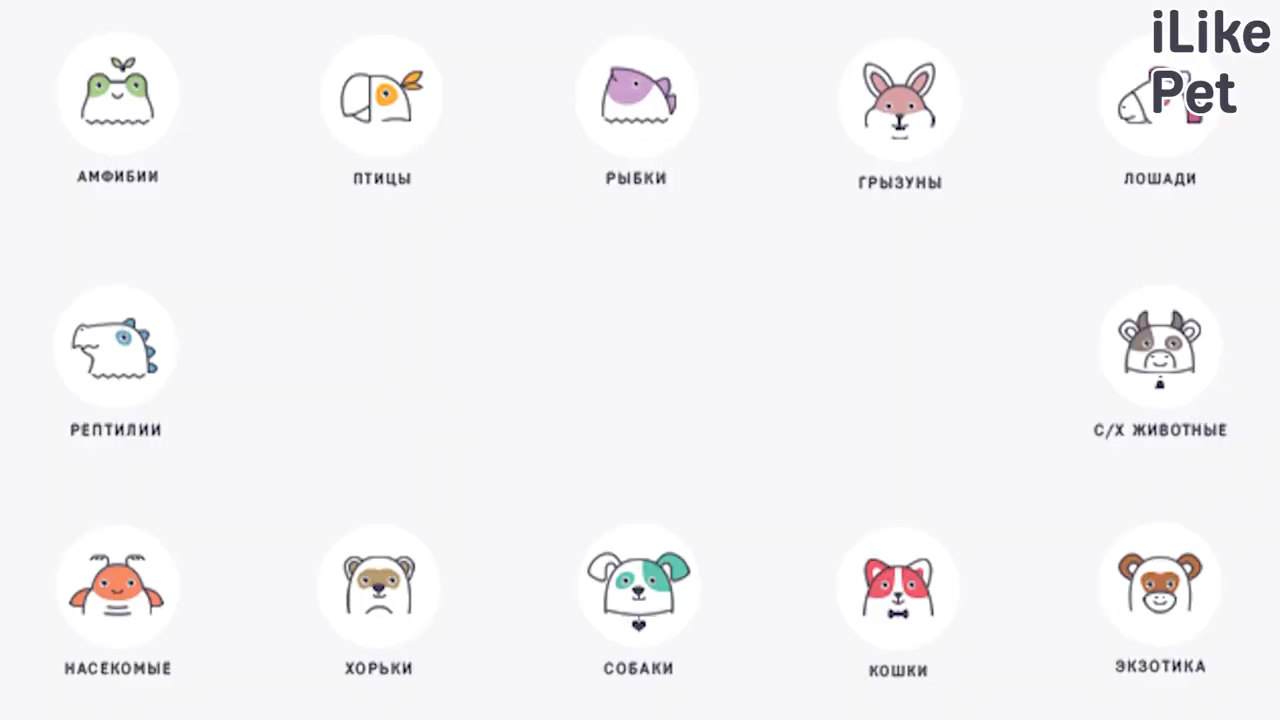 iLike
Pet
АМФИБИИ
ПТИЦЫ
РЫБКИ
ГРЫЗУНЫ
ЛОШАДИ
РЕПТИЛИИ
С/Х ЖИВОТНЫЕ
НАСЕКОМЫЕ
ХОРЬКИ
СОБАКИ
КОШКИ
ЭКЗОТИКА